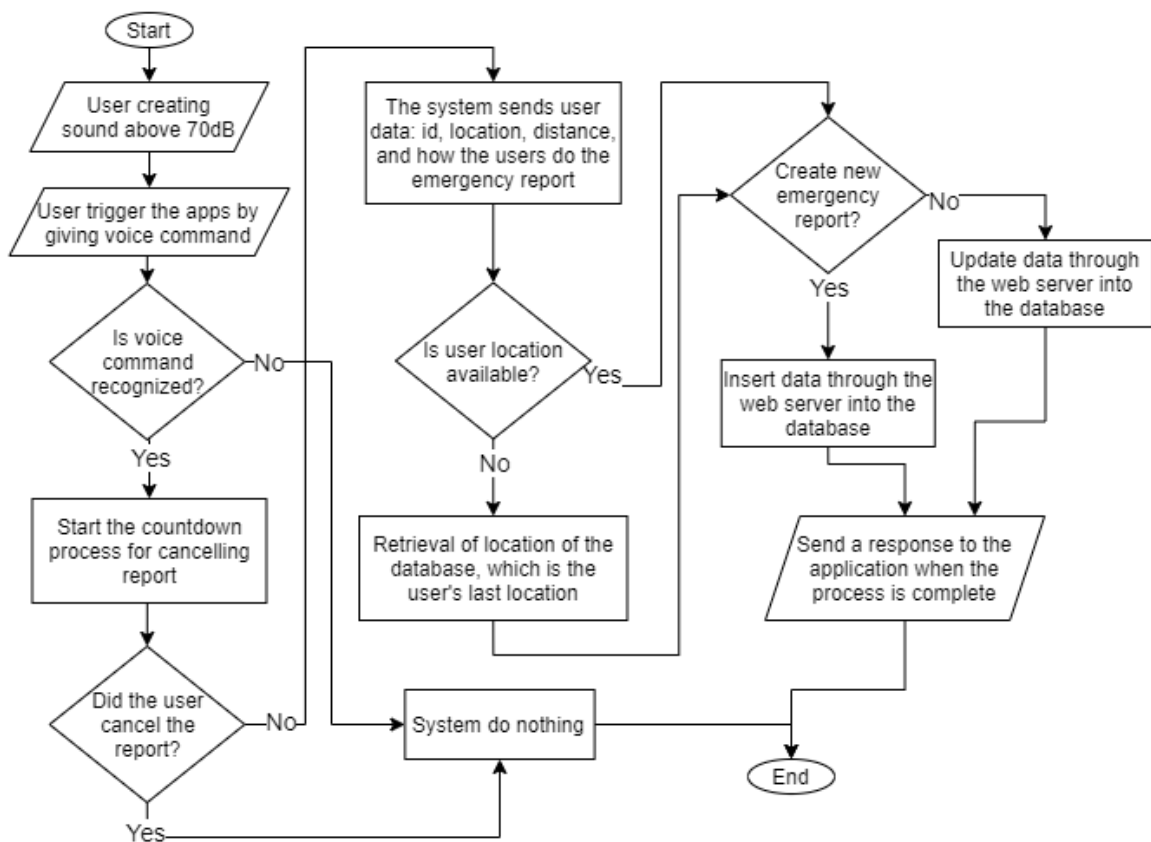 Start
User creating
sound above 70dB
User trigger the apps by
giving voice command
Is voice
command
recognized?
No
Yes
Start the countdown
process for cancelling
report
Did the user
cancel the
report?
No
Yes
The system sends user
data: id, location, distance,
and how the users do the
emergency report
Is user location
available?
Yes
No
Retrieval of location of the
database, which is the
user's last location
System do nothing
Create new
emergency
report?
No
Yes
Update data through
the web server into
the database
Insert data through the
web server into the
database
Send a response to the
application when the
process is complete
End